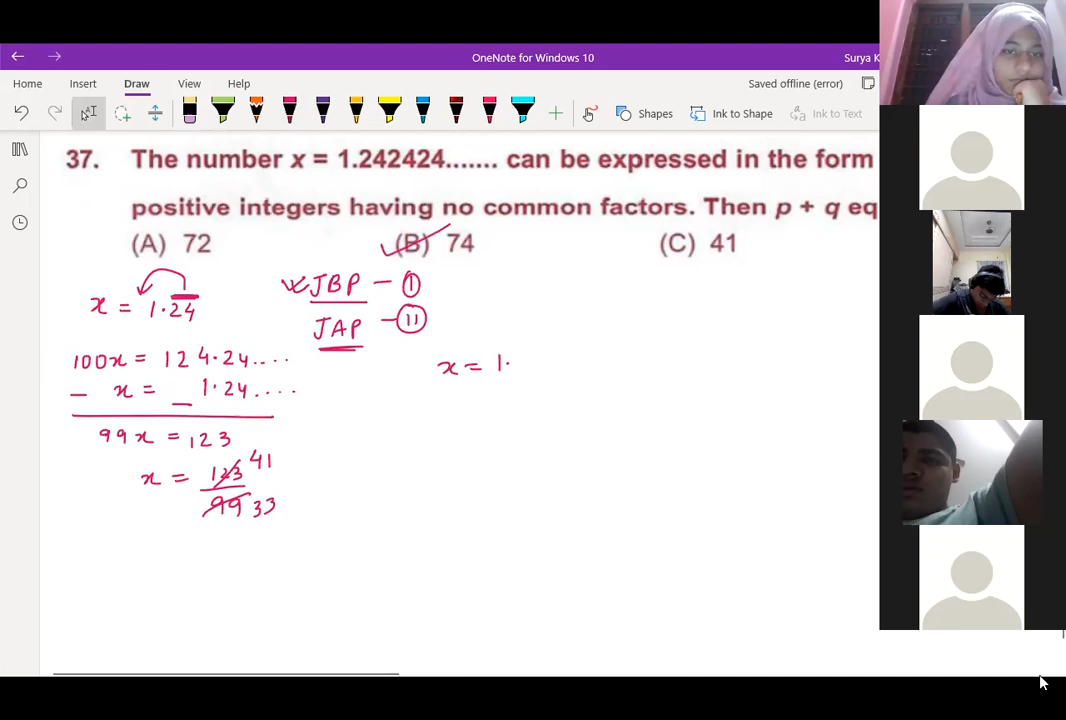 OneNote for Windows 10
Surya K
Home Insert Draw View Help
Saved offline (error)
Shapes Ink to Shape Ink to Text
37. The number x = 1.242424....... can be expressed in the form
positive integers having no common factors. Then p + q eq
(A) 72 (B) 74 (C) 41
x = 1.24
JBP - I
JAP - II
100x = 124.24....
- x = _ 1.24....
99x = 123
x = 123 41
99 33
x = 1.